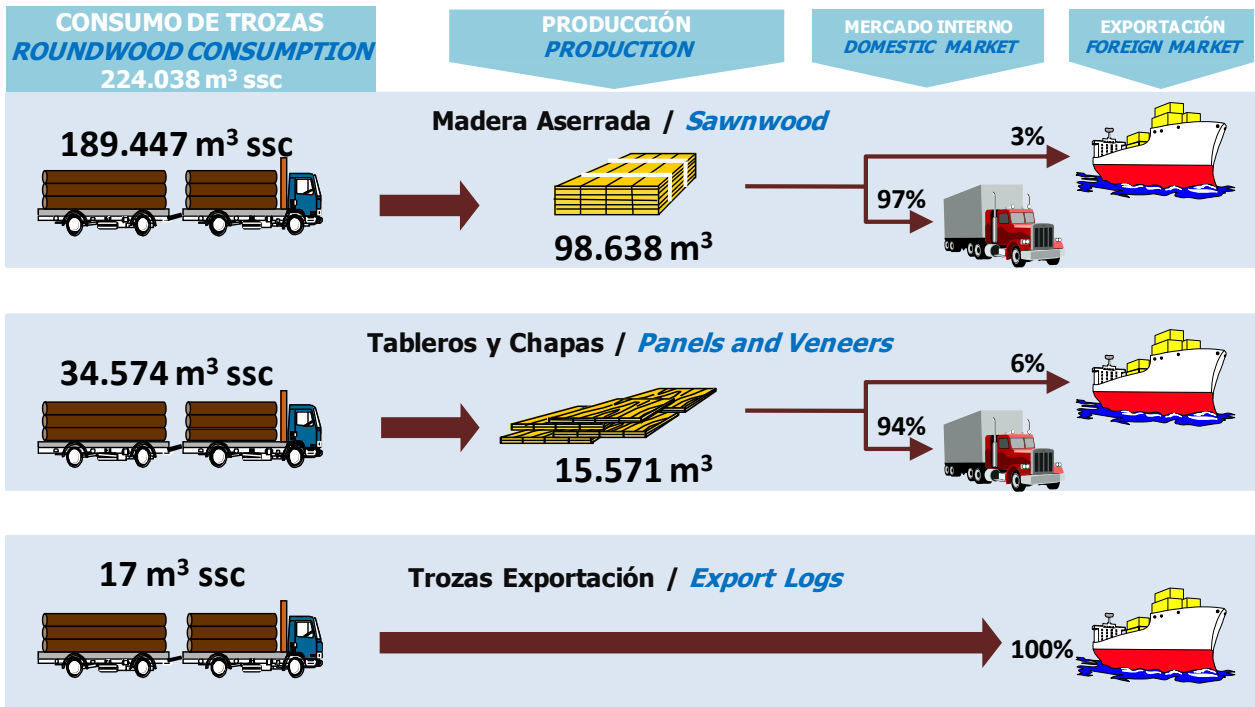 CONSUMO DE TROZAS
ROUNDWOOD CONSUMPTION
224.038 m³ ssc
PRODUCCIÓN
PRODUCTION
MERCADO INTERNO
DOMESTIC MARKET
EXPORTACIÓN
FOREIGN MARKET
Madera Aserrada / Sawnwood
189.447 m³ ssc
98.638 m³
3%
97%
Tableros y Chapas / Panels and Veneers
34.574 m³ ssc
15.571 m³
6%
94%
Trozas Exportación / Export Logs
17 m³ ssc
100%